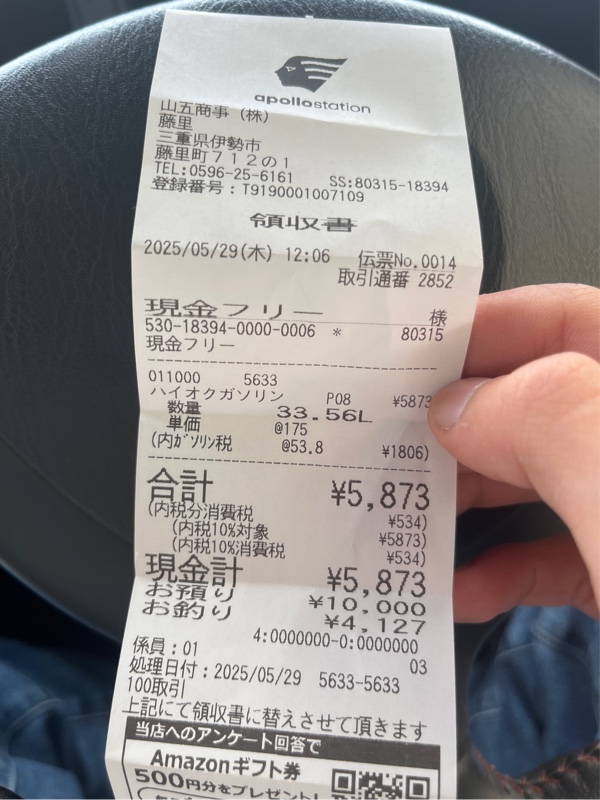 apollostation
山五商事（株）
藤里
三重県伊勢市
藤里町７１２の１
TEL:0596-25-6161 SS:80315-18394
登録番号：T9190001007109
領収書
2025/05/29(木) 12:06 伝票No.0014
取引通番 2852
現金フリー 様
530-18394-0000-0006 * 80315
現金フリー
011000 5633
ハイオクガソリン P08 ¥5873
数量 33.56L
単価 @175
(内ｶﾞｿﾘﾝ税 @53.8 ¥1806)
合計 ¥5,873
(内税分消費税 ¥534)
(内税10%対象 ¥5873)
(内税10%消費税 ¥534)
現金計 ¥5,873
お預り ¥10,000
お釣り ¥4,127
4:0000000-0:0000000
係員：01 03
処理日付：2025/05/29 5633-5633
100取引
上記にて領収書に替えさせて頂きます
当店へのアンケート回答で
Amazonギフト券
500円分をプレゼント!